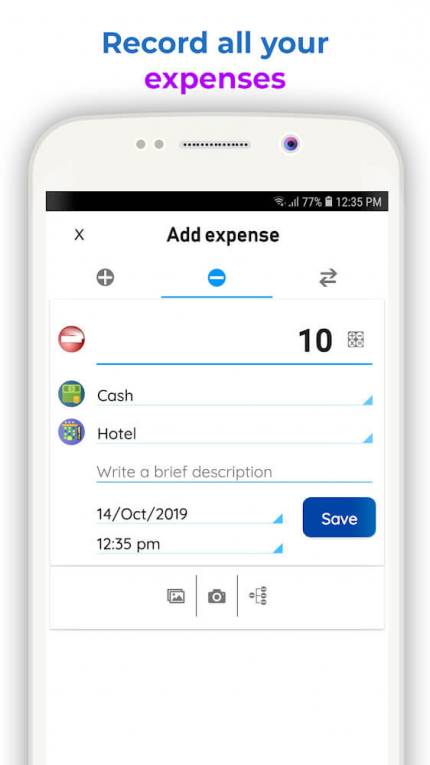 Record all your
expenses
77% 12:35 PM
X Add expense
10
Cash
Hotel
Write a brief description
14/Oct/2019
Save
12:35 pm